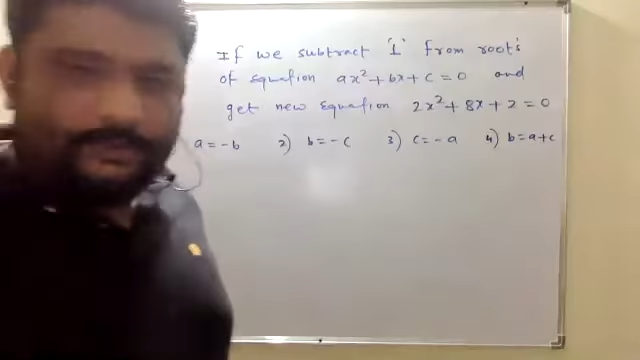 If we subtract '1' from root's
of equation ax² + bx + c = 0 and
get new equation 2x² + 8x + 2 = 0
a = -b 2) b = -c 3) c = -a 4) b = a+c